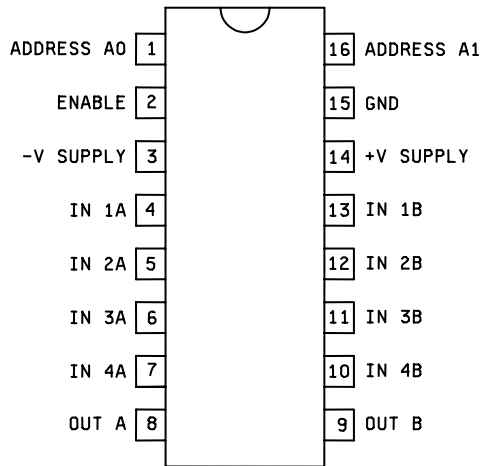 ADDRESS A0 1 16 ADDRESS A1
ENABLE 2 15 GND
-V SUPPLY 3 14 +V SUPPLY
IN 1A 4 13 IN 1B
IN 2A 5 12 IN 2B
IN 3A 6 11 IN 3B
IN 4A 7 10 IN 4B
OUT A 8 9 OUT B